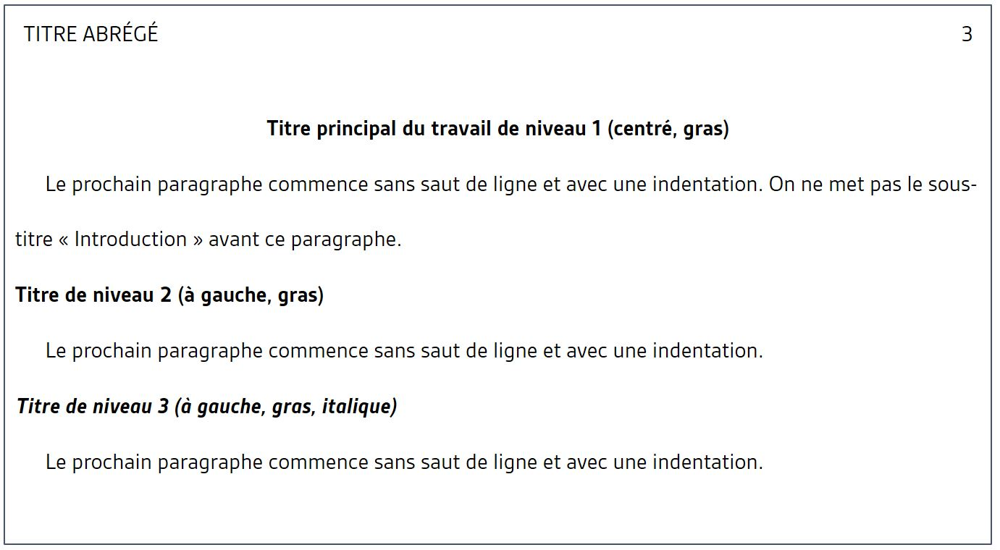 TITRE ABRÉGÉ 3
Titre principal du travail de niveau 1 (centré, gras)
Le prochain paragraphe commence sans saut de ligne et avec une indentation. On ne met pas le sous-
titre « Introduction » avant ce paragraphe.
Titre de niveau 2 (à gauche, gras)
Le prochain paragraphe commence sans saut de ligne et avec une indentation.
Titre de niveau 3 (à gauche, gras, italique)
Le prochain paragraphe commence sans saut de ligne et avec une indentation.